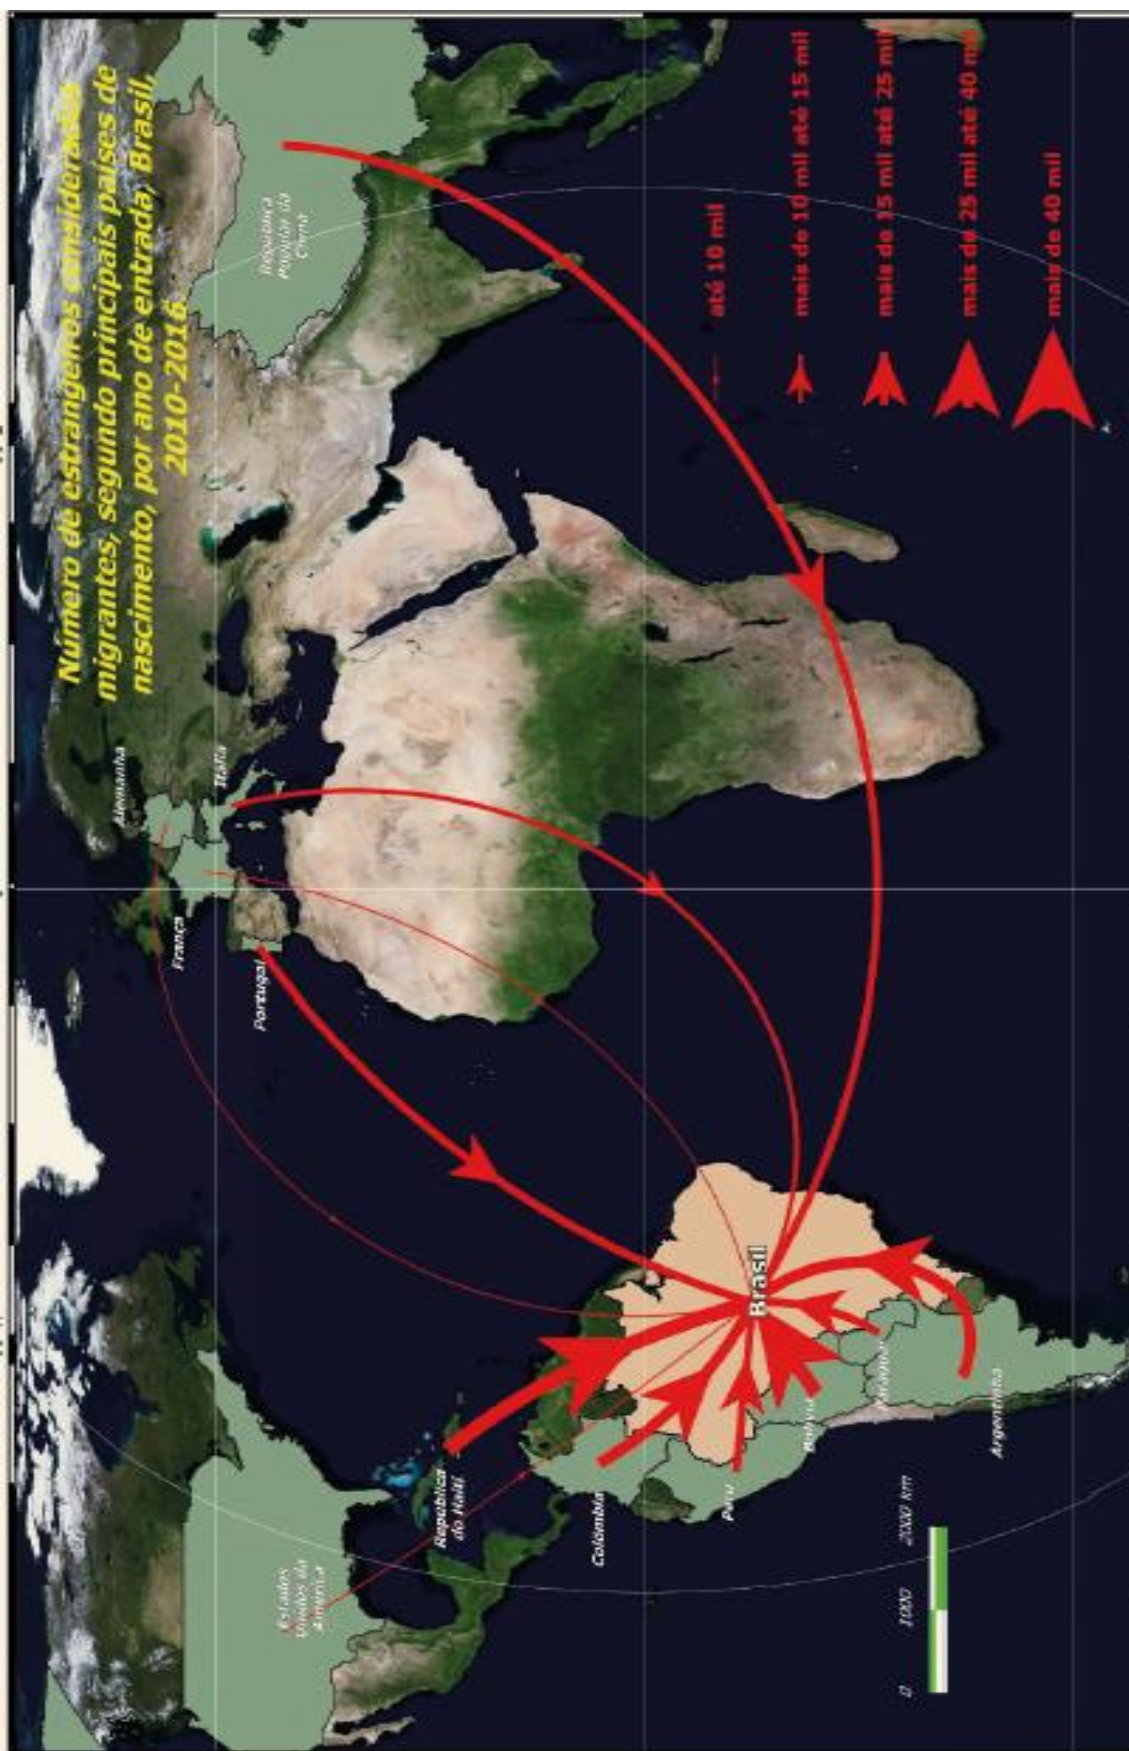 Número de estrangeiros considerados
migrantes, segundo principais países de
nascimento, por ano de entrada, Brasil,
2010-2016.
Alemanha
França
Itália
Portugal
República
Popular da
China
Estados
Unidos da
América
República
do Haiti
Colômbia
Peru
Bolívia
Paraguai
Argentinha
Brasil
até 10 mil
mais de 10 mil até 15 mil
mais de 15 mil até 25 mil
mais de 25 mil até 40 mil
mais de 40 mil
0 1000 2000 km